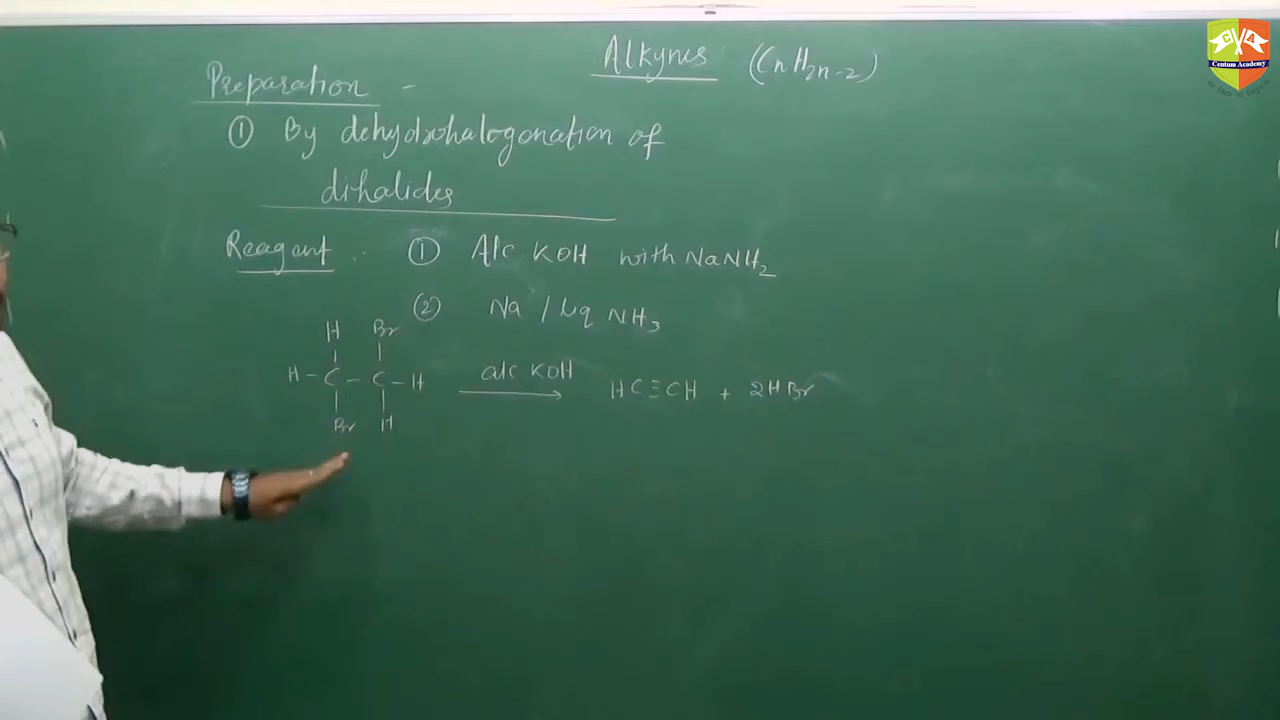 Alkynes (CnH2n-2)
Preparation -
① By dehydrohalogonation of
dihalides
Reagent :- ① Alc. KOH with NaNH2
② Na / Liq NH3
H Br
H - C - C - H alc KOH HC≡CH + 2HBr
Br H
CA
Centum Academy